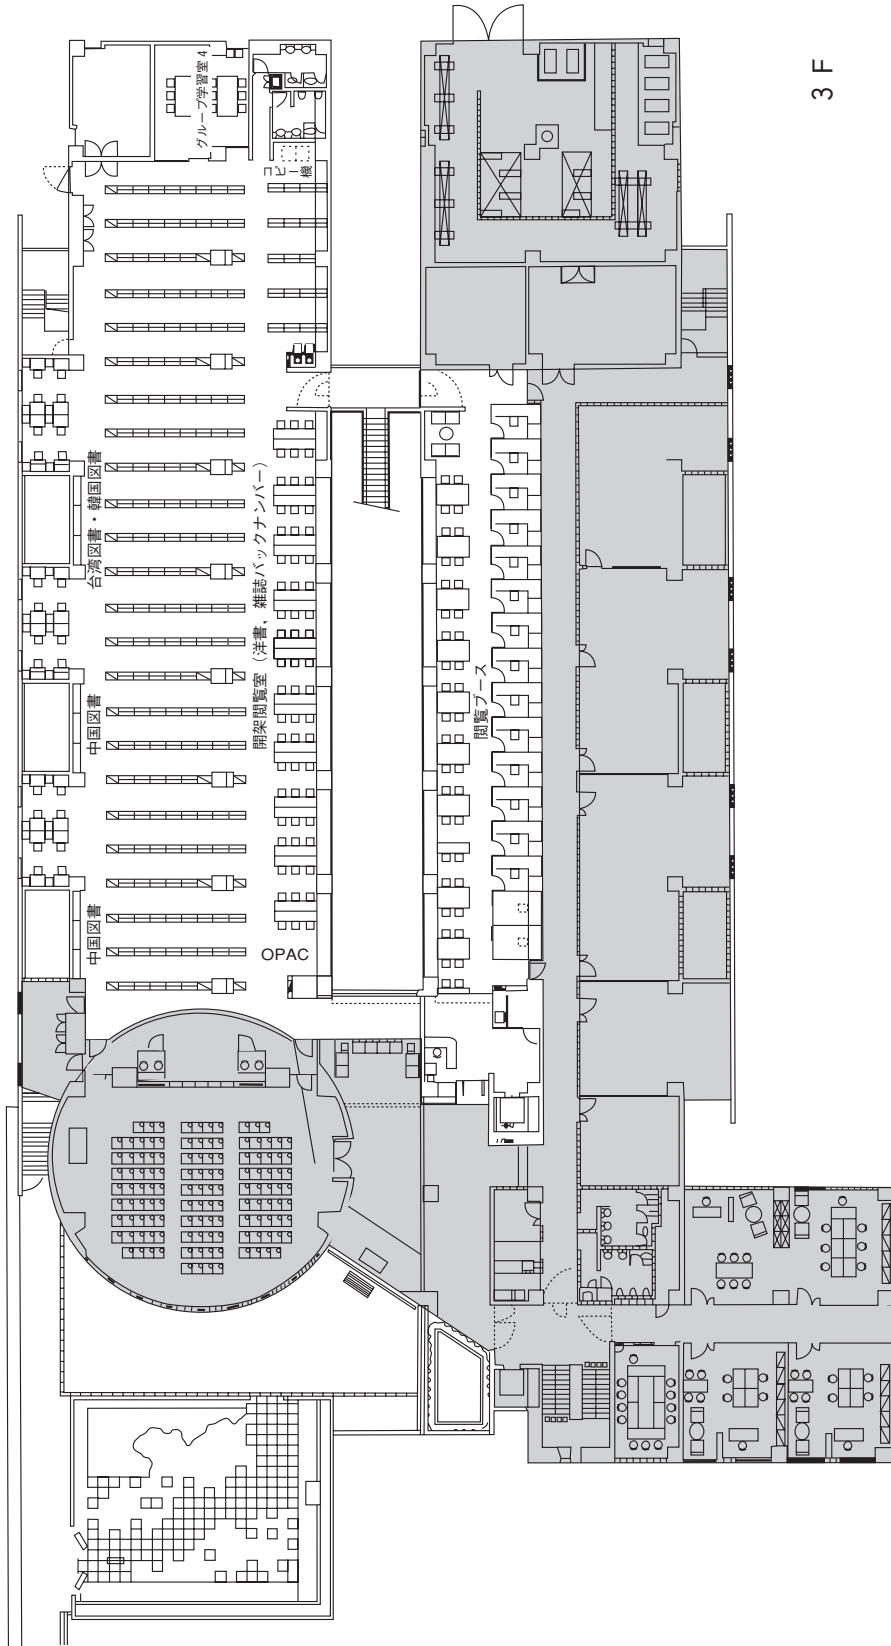 3 F
グループ学習室 4
コピー機
台湾図書・韓国図書
開架閲覧室（洋書、雑誌バックナンバー）
中国図書
閲覧ブース
中国図書
OPAC